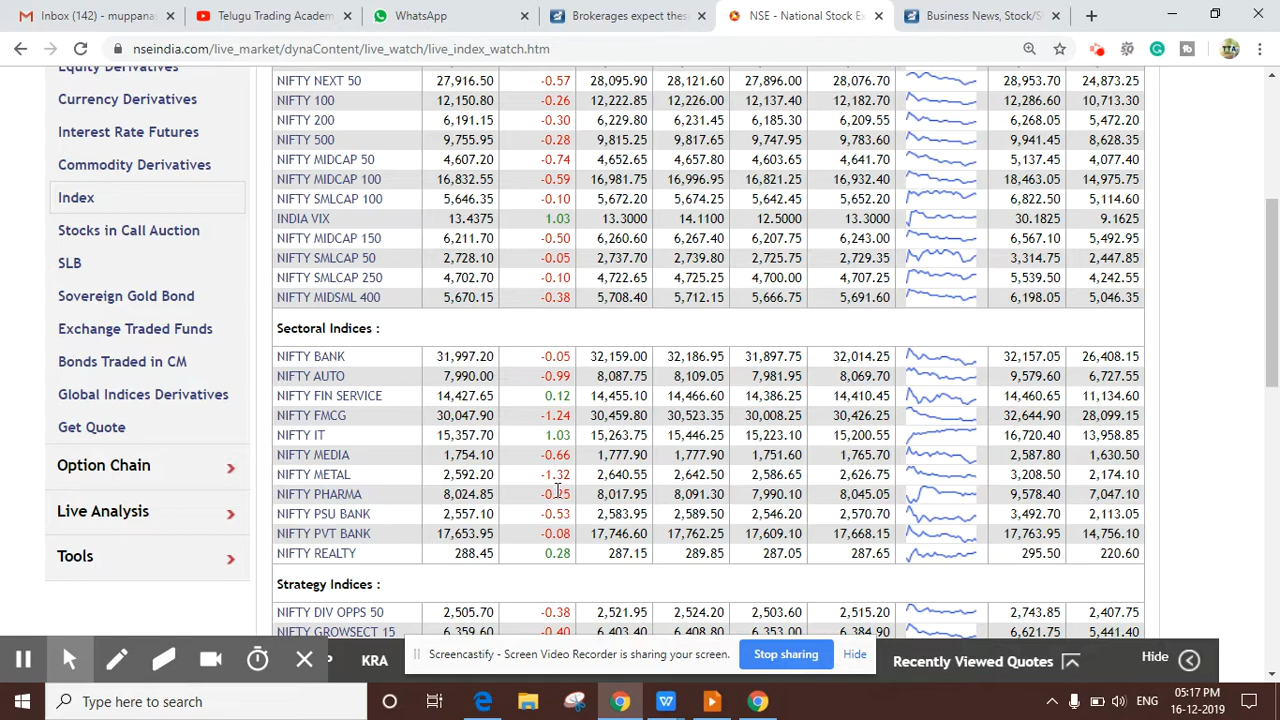 Inbox (152) - muppana
Telugu Trading Academ
WhatsApp
Brokerages expect thes
NSE - National Stock Ex
Business News, Stock/S
nseindia.com/live_market/dynaContent/live_watch/live_index_watch.htm
Equity Derivatives
Currency Derivatives
Interest Rate Futures
Commodity Derivatives
Index
Stocks in Call Auction
SLB
Sovereign Gold Bond
Exchange Traded Funds
Bonds Traded in CM
Global Indices Derivatives
Get Quote
Option Chain
Live Analysis
Tools
NIFTY NEXT 50 27,916.50 -0.57 28,095.90 28,121.60 27,896.00 28,076.70 28,953.70 24,873.25
NIFTY 100 12,150.80 -0.26 12,222.85 12,226.00 12,137.40 12,182.70 12,286.60 10,713.30
NIFTY 200 6,191.15 -0.30 6,229.80 6,231.45 6,185.30 6,209.55 6,268.05 5,472.20
NIFTY 500 9,755.95 -0.28 9,815.25 9,817.65 9,747.95 9,783.60 9,941.45 8,628.35
NIFTY MIDCAP 50 4,607.20 -0.74 4,652.65 4,657.80 4,603.65 4,641.70 5,137.45 4,077.40
NIFTY MIDCAP 100 16,832.55 -0.59 16,981.75 16,996.95 16,821.25 16,932.40 18,463.05 14,975.75
NIFTY SMLCAP 100 5,646.35 -0.10 5,672.20 5,674.25 5,642.45 5,652.20 6,822.50 5,114.60
INDIA VIX 13.4375 1.03 13.3000 14.1100 12.5000 13.3000 30.1825 9.1625
NIFTY MIDCAP 150 6,211.70 -0.50 6,260.60 6,267.40 6,207.75 6,243.00 6,567.10 5,492.95
NIFTY SMLCAP 50 2,728.10 -0.05 2,737.70 2,739.80 2,725.75 2,729.35 3,314.75 2,447.85
NIFTY SMLCAP 250 4,702.70 -0.10 4,722.65 4,725.25 4,700.00 4,707.25 5,539.50 4,242.55
NIFTY MIDSML 400 5,670.15 -0.38 5,708.40 5,712.15 5,666.75 5,691.60 6,198.05 5,046.35
Sectoral Indices :
NIFTY BANK 31,997.20 -0.05 32,159.00 32,186.95 31,897.75 32,014.25 32,157.05 26,408.15
NIFTY AUTO 7,990.00 -0.99 8,087.75 8,109.05 7,981.95 8,069.70 9,579.60 6,727.55
NIFTY FIN SERVICE 14,427.65 0.12 14,455.10 14,466.60 14,386.25 14,410.45 14,460.65 11,134.60
NIFTY FMCG 30,047.90 -1.24 30,459.80 30,523.35 30,008.25 30,426.25 32,644.90 28,099.15
NIFTY IT 15,357.70 1.03 15,263.75 15,446.25 15,223.10 15,200.55 16,720.40 13,958.85
NIFTY MEDIA 1,754.10 -0.66 1,777.90 1,777.90 1,751.60 1,765.70 2,587.80 1,630.50
NIFTY METAL 2,592.20 -1.32 2,640.55 2,642.50 2,586.65 2,626.75 3,208.50 2,174.10
NIFTY PHARMA 8,024.85 -0.25 8,017.95 8,091.30 7,990.10 8,045.05 9,578.40 7,047.10
NIFTY PSU BANK 2,557.10 -0.53 2,583.95 2,589.50 2,546.20 2,570.70 3,492.70 2,113.05
NIFTY PVT BANK 17,653.95 -0.08 17,746.60 17,762.25 17,609.10 17,668.15 17,763.95 14,756.10
NIFTY REALTY 288.45 0.28 287.15 289.85 287.05 287.65 295.50 220.60
Strategy Indices :
NIFTY DIV OPPS 50 2,505.70 -0.38 2,521.95 2,524.20 2,503.60 2,515.20 2,743.85 2,407.75
NIFTY GROWSECT 15 6,359.60 -0.40 6,403.40 6,408.80 6,353.00 6,384.90 6,621.75 5,441.40
P KRA
Screencastify - Screen Video Recorder is sharing your screen.
Stop sharing
Hide
Recently Viewed Quotes
Hide
Type here to search
ENG
05:17 PM
16-12-2019